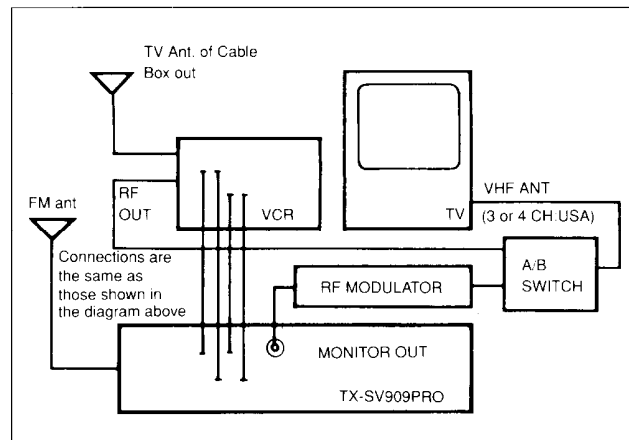 TV Ant. of Cable
Box out
FM ant
RF
OUT
VCR
TV
VHF ANT
(3 or 4 CH:USA)
Connections are
the same as
those shown in
the diagram above
RF MODULATOR
A/B
SWITCH
MONITOR OUT
TX-SV909PRO